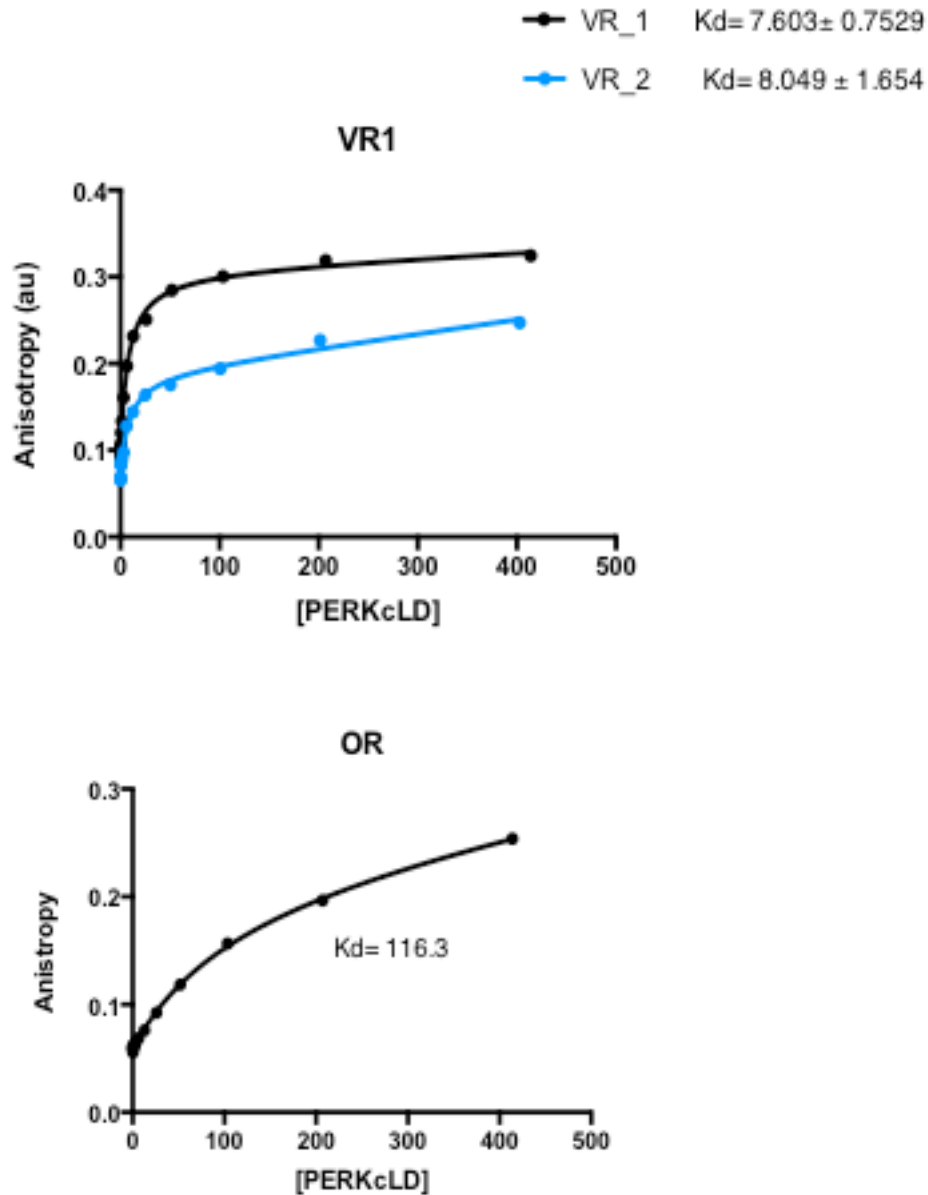 VR_1 Kd= 7.603± 0.7529
VR_2 Kd= 8.049 ± 1.654
VR1
0.4
0.3
0.2
0.1
0.0
Anisotropy (au)
0 100 200 300 400 500
[PERKcLD]
OR
0.3
0.2
0.1
0.0
Anistropy
Kd= 116.3
0 100 200 300 400 500
[PERKcLD]